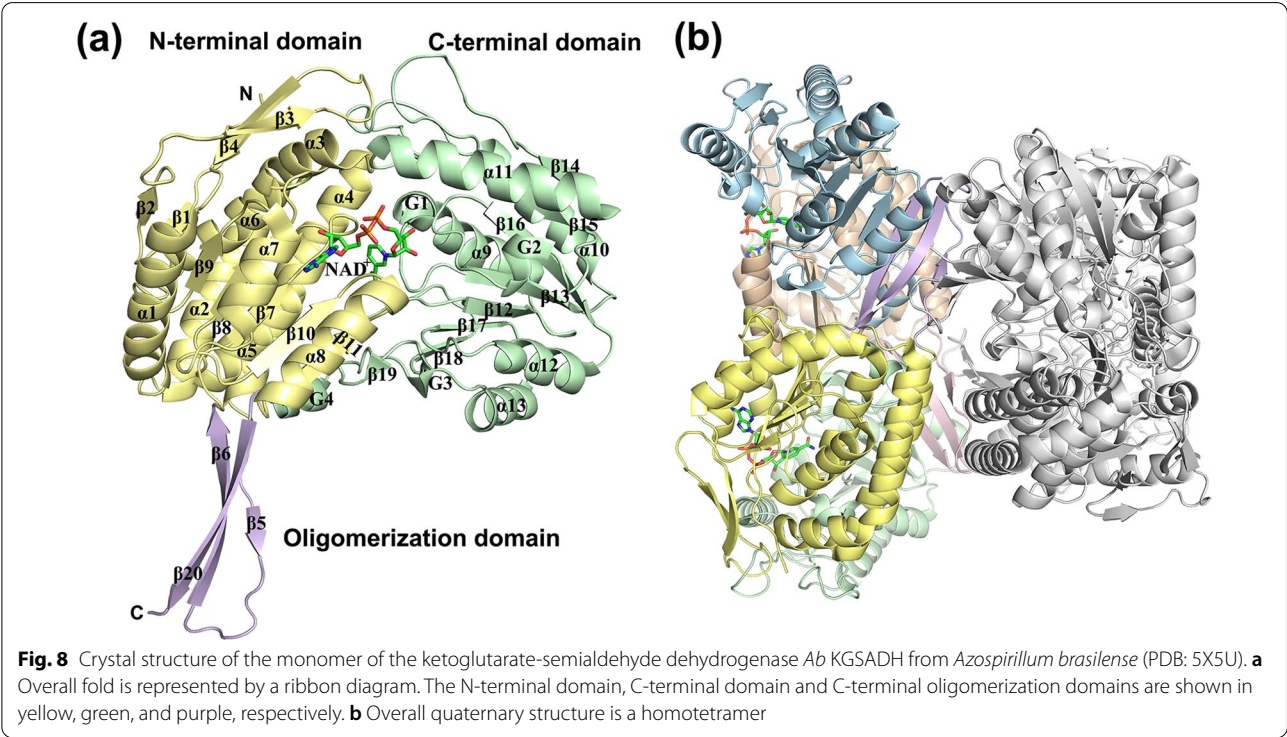 (a)
N-terminal domain
C-terminal domain
(b)
N
β3
β4
α3
α11
β14
β2
β1
α6
α4
G1
β16
β15
α7
α9
G2
α10
β9
NAD+
β13
α1
α2
β7
β12
β8
β10
β17
α5
α8
β11
β18
β19
G3
α12
G4
α13
β6
β5
Oligomerization domain
β20
C
Fig. 8 Crystal structure of the monomer of the ketoglutarate-semialdehyde dehydrogenase Ab KGSADH from Azospirillum brasilense (PDB: 5X5U). a
Overall fold is represented by a ribbon diagram. The N-terminal domain, C-terminal domain and C-terminal oligomerization domains are shown in
yellow, green, and purple, respectively. b Overall quaternary structure is a homotetramer